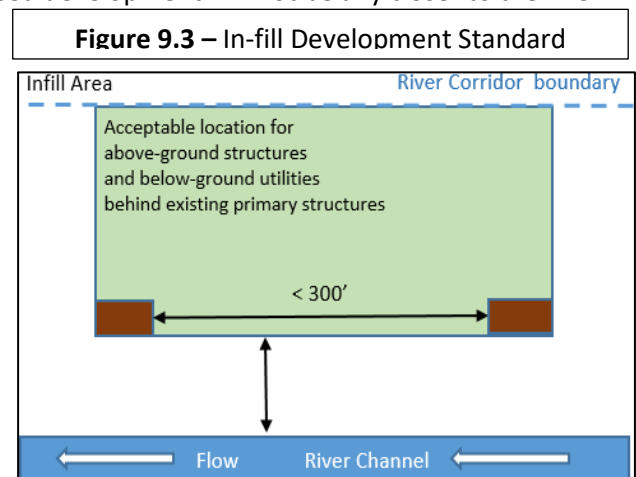 Figure 9.3 – In-fill Development Standard
Infill Area
River Corridor boundary
Acceptable location for
above-ground structures
and below-ground utilities
behind existing primary structures
< 300’
Flow
River Channel